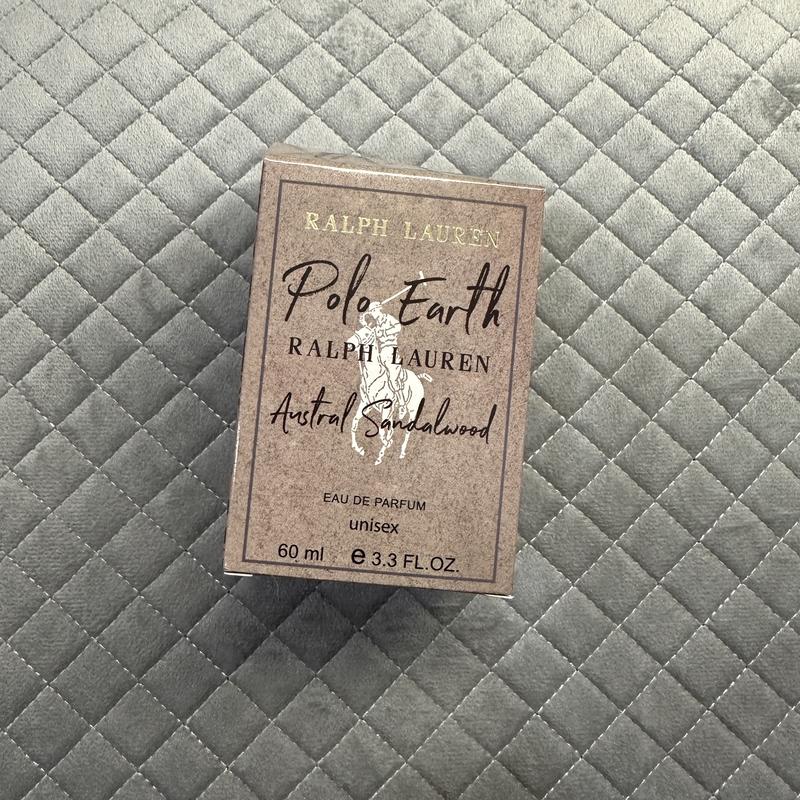 RALPH LAUREN
Polo Earth
RALPH LAUREN
Austral Sandalwood
EAU DE PARFUM
unisex
60 ml ℮ 3.3 FL.OZ.